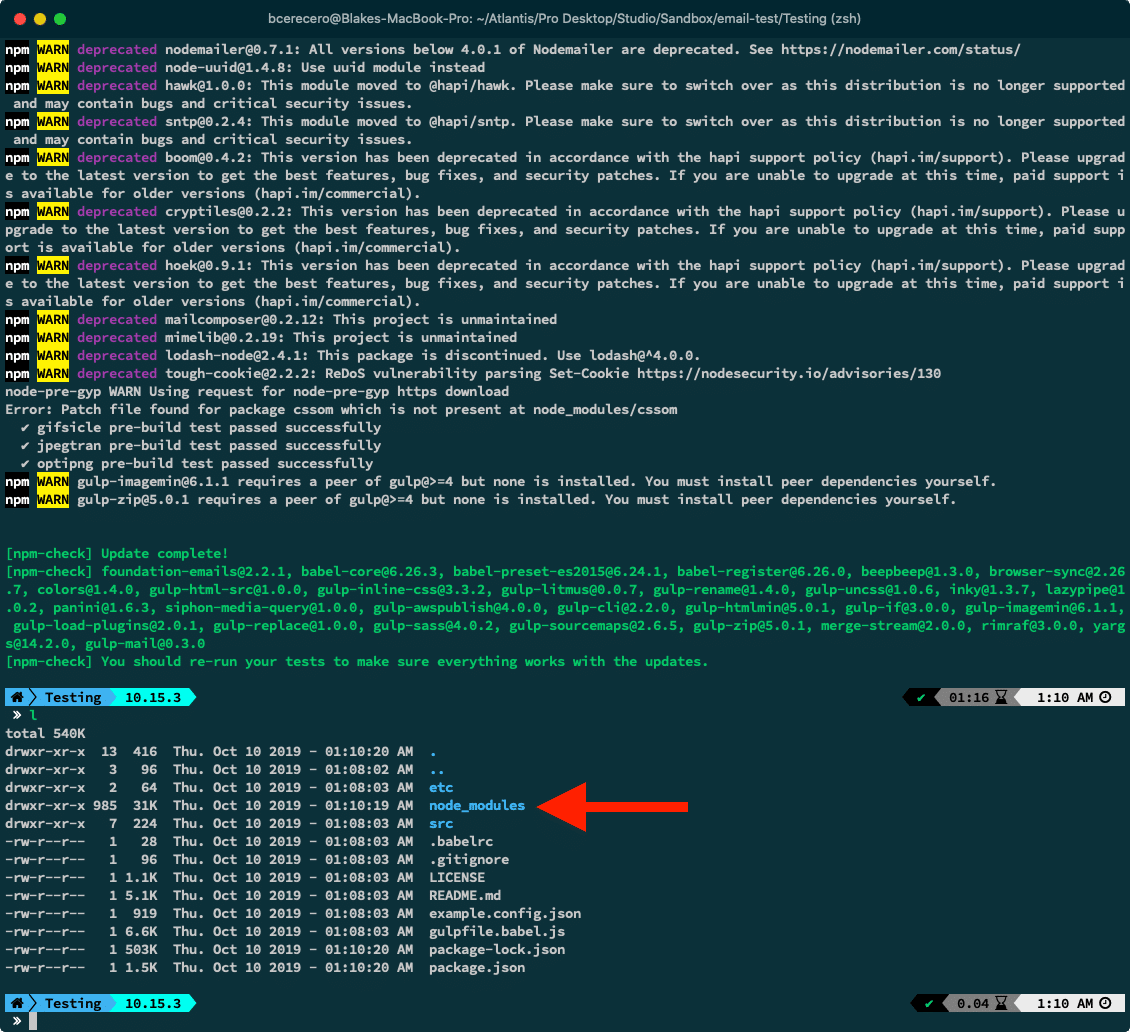 bcerecero@Blakes-MacBook-Pro: ~/Atlantis/Pro Desktop/Studio/Sandbox/email-test/Testing (zsh)
npm WARN deprecated nodemailer@0.7.1: All versions below 4.0.1 of Nodemailer are deprecated. See https://nodemailer.com/status/
npm WARN deprecated node-uuid@1.4.8: Use uuid module instead
npm WARN deprecated hawk@1.0.0: This module moved to @hapi/hawk. Please make sure to switch over as this distribution is no longer supported
 and may contain bugs and critical security issues.
npm WARN deprecated sntp@0.2.4: This module moved to @hapi/sntp. Please make sure to switch over as this distribution is no longer supported
 and may contain bugs and critical security issues.
npm WARN deprecated boom@0.4.2: This version has been deprecated in accordance with the hapi support policy (hapi.im/support). Please upgrad
e to the latest version to get the best features, bug fixes, and security patches. If you are unable to upgrade at this time, paid support i
s available for older versions (hapi.im/commercial).
npm WARN deprecated cryptiles@0.2.2: This version has been deprecated in accordance with the hapi support policy (hapi.im/support). Please u
pgrade to the latest version to get the best features, bug fixes, and security patches. If you are unable to upgrade at this time, paid supp
ort is available for older versions (hapi.im/commercial).
npm WARN deprecated hoek@0.9.1: This version has been deprecated in accordance with the hapi support policy (hapi.im/support). Please upgrad
e to the latest version to get the best features, bug fixes, and security patches. If you are unable to upgrade at this time, paid support i
s available for older versions (hapi.im/commercial).
npm WARN deprecated mailcomposer@0.2.12: This project is unmaintained
npm WARN deprecated mimelib@0.2.19: This project is unmaintained
npm WARN deprecated lodash-node@2.4.1: This package is discontinued. Use lodash@^4.0.0.
npm WARN deprecated tough-cookie@2.2.2: ReDoS vulnerability parsing Set-Cookie https://nodesecurity.io/advisories/130
node-pre-gyp WARN Using request for node-pre-gyp https download
Error: Patch file found for package cssom which is not present at node_modules/cssom
  ✔ gifsicle pre-build test passed successfully
  ✔ jpegtran pre-build test passed successfully
  ✔ optipng pre-build test passed successfully
npm WARN gulp-imagemin@6.1.1 requires a peer of gulp@>=4 but none is installed. You must install peer dependencies yourself.
npm WARN gulp-zip@5.0.1 requires a peer of gulp@>=4 but none is installed. You must install peer dependencies yourself.
[npm-check] Update complete!
[npm-check] foundation-emails@2.2.1, babel-core@6.26.3, babel-preset-es2015@6.24.1, babel-register@6.26.0, beepbeep@1.3.0, browser-sync@2.26
.7, colors@1.4.0, gulp-html-src@1.0.0, gulp-inline-css@3.3.2, gulp-litmus@0.0.7, gulp-rename@1.4.0, gulp-uncss@1.0.6, inky@1.3.7, lazypipe@1
.0.2, panini@1.6.3, siphon-media-query@1.0.0, gulp-awspublish@4.0.0, gulp-cli@2.2.0, gulp-htmlmin@5.0.1, gulp-if@3.0.0, gulp-imagemin@6.1.1,
 gulp-load-plugins@2.0.1, gulp-replace@1.0.0, gulp-sass@4.0.2, gulp-sourcemaps@2.6.5, gulp-zip@5.0.1, merge-stream@2.0.0, rimraf@3.0.0, yarg
s@14.2.0, gulp-mail@0.3.0
[npm-check] You should re-run your tests to make sure everything works with the updates.
Testing 10.15.3 ✔ 01:16 1:10 AM
» l
total 540K
drwxr-xr-x 13 416 Thu. Oct 10 2019 - 01:10:20 AM .
drwxr-xr-x 3 96 Thu. Oct 10 2019 - 01:08:02 AM ..
drwxr-xr-x 2 64 Thu. Oct 10 2019 - 01:08:03 AM etc
drwxr-xr-x 985 31K Thu. Oct 10 2019 - 01:10:19 AM node_modules
drwxr-xr-x 7 224 Thu. Oct 10 2019 - 01:08:03 AM src
-rw-r--r-- 1 28 Thu. Oct 10 2019 - 01:08:03 AM .babelrc
-rw-r--r-- 1 96 Thu. Oct 10 2019 - 01:08:03 AM .gitignore
-rw-r--r-- 1 1.1K Thu. Oct 10 2019 - 01:08:03 AM LICENSE
-rw-r--r-- 1 5.1K Thu. Oct 10 2019 - 01:08:03 AM README.md
-rw-r--r-- 1 919 Thu. Oct 10 2019 - 01:08:03 AM example.config.json
-rw-r--r-- 1 6.6K Thu. Oct 10 2019 - 01:08:03 AM gulpfile.babel.js
-rw-r--r-- 1 503K Thu. Oct 10 2019 - 01:10:20 AM package-lock.json
-rw-r--r-- 1 1.5K Thu. Oct 10 2019 - 01:10:20 AM package.json
Testing 10.15.3 ✔ 0.04 1:10 AM
»